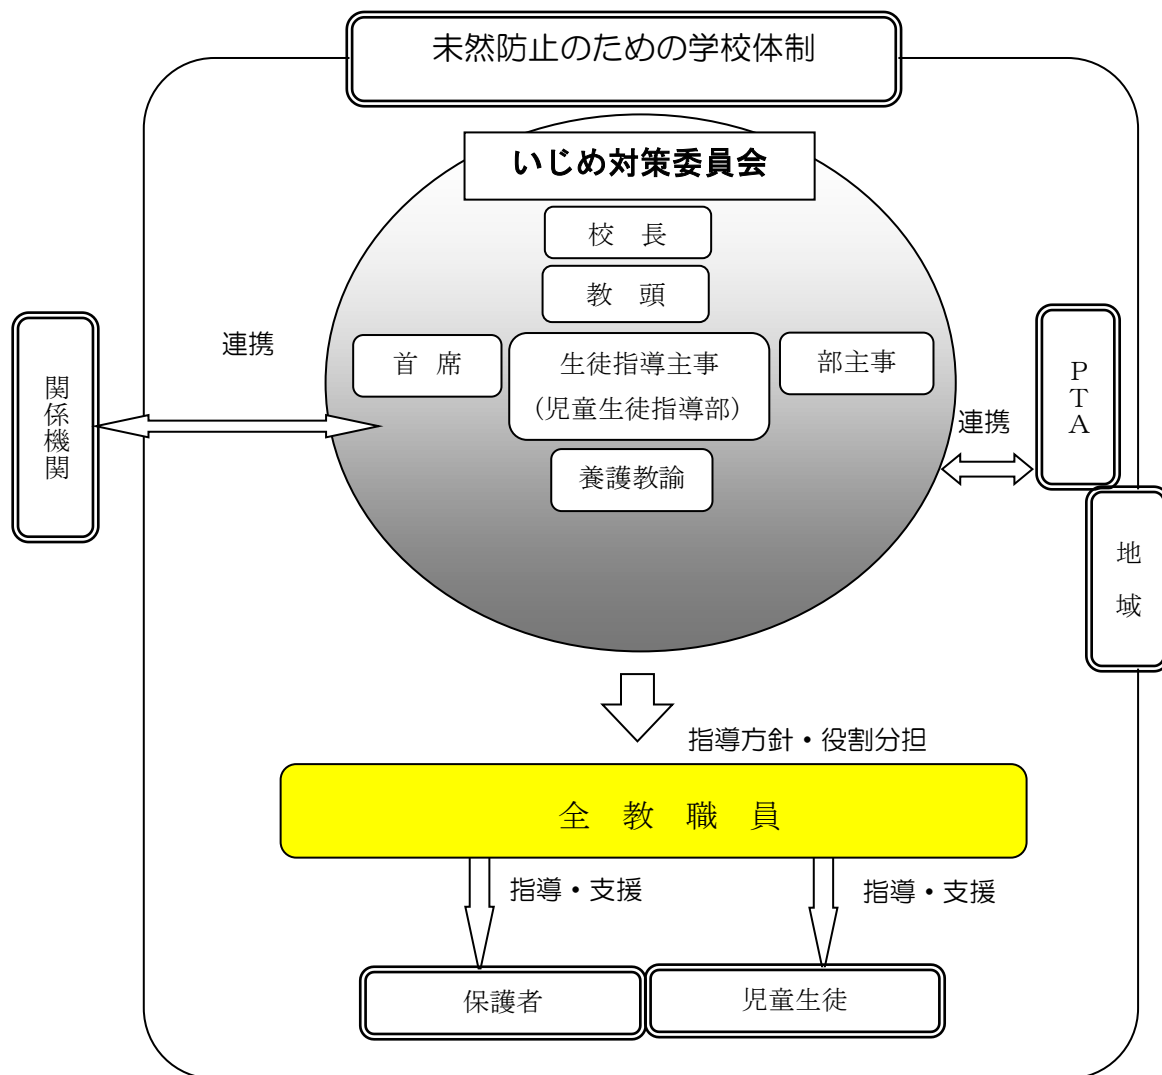 未然防止のための学校体制
いじめ対策委員会
校　長
教　頭
首　席
生徒指導主事
(児童生徒指導部)
部主事
養護教諭
連携
関係機関
連携
PTA
地域
指導方針・役割分担
全　教　職　員
指導・支援
指導・支援
保護者
児童生徒